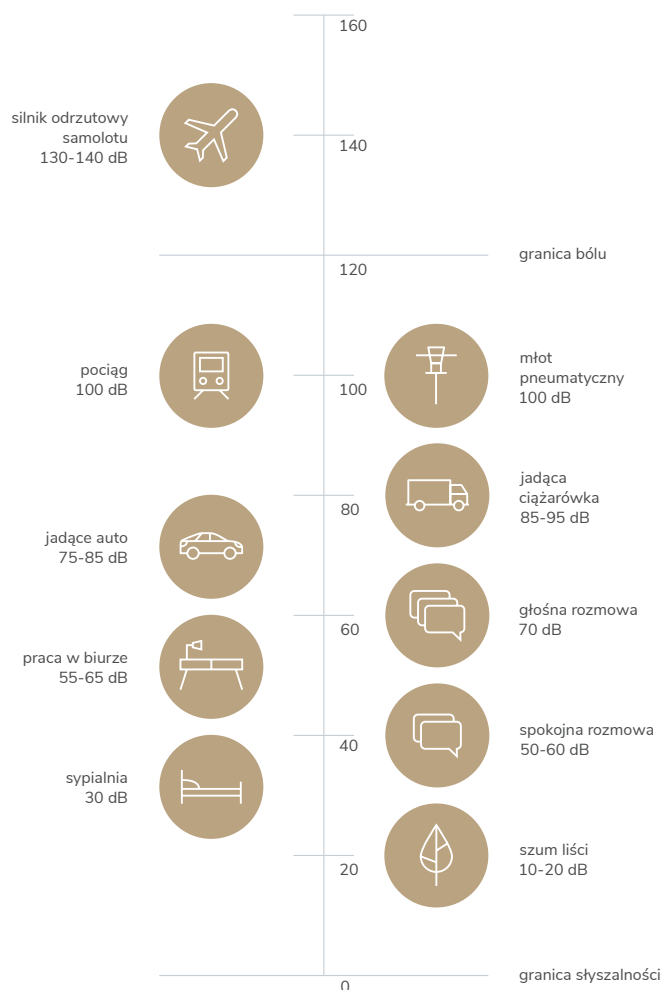 160
silnik odrzutowy
samolotu
130-140 dB
140
granica bólu
120
pociąg
100 dB
100
młot
pneumatyczny
100 dB
jadąca
ciążarówka
85-95 dB
80
jadące auto
75-85 dB
głośna rozmowa
70 dB
60
praca w biurze
55-65 dB
spokojna rozmowa
50-60 dB
40
sypialnia
30 dB
szum liści
10-20 dB
20
granica słyszalności
0